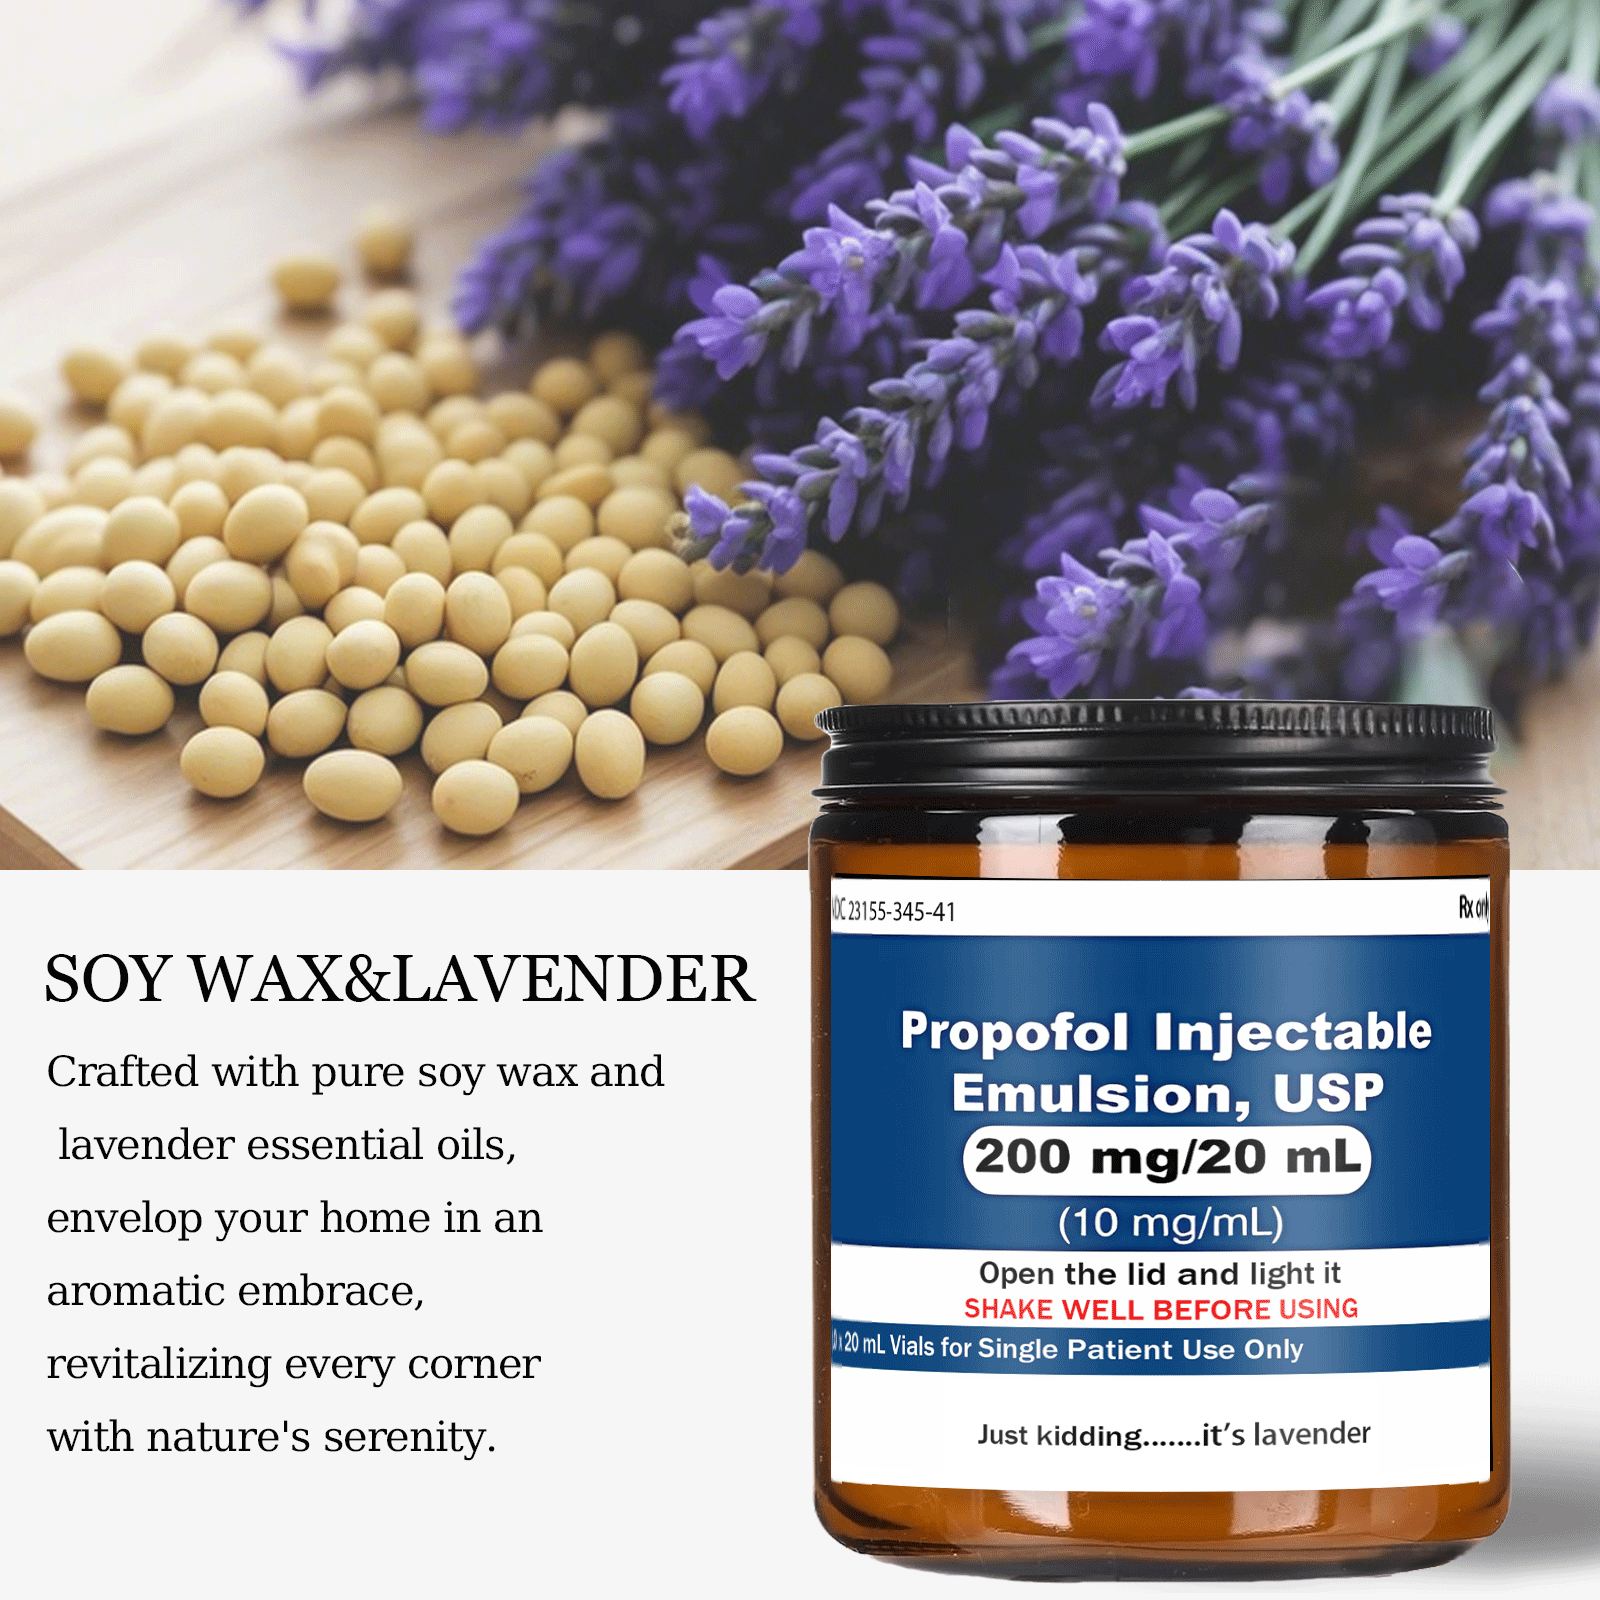 SOY WAX&LAVENDER
Crafted with pure soy wax and
lavender essential oils,
envelop your home in an
aromatic embrace,
revitalizing every corner
with nature's serenity.
23155-345-41
Rx
Propofol Injectable
Emulsion, USP
200 mg/20 mL
(10 mg/mL)
Open the lid and light it
SHAKE WELL BEFORE USING
x 20 mL Vials for Single Patient Use Only
Just kidding.......it’s lavender